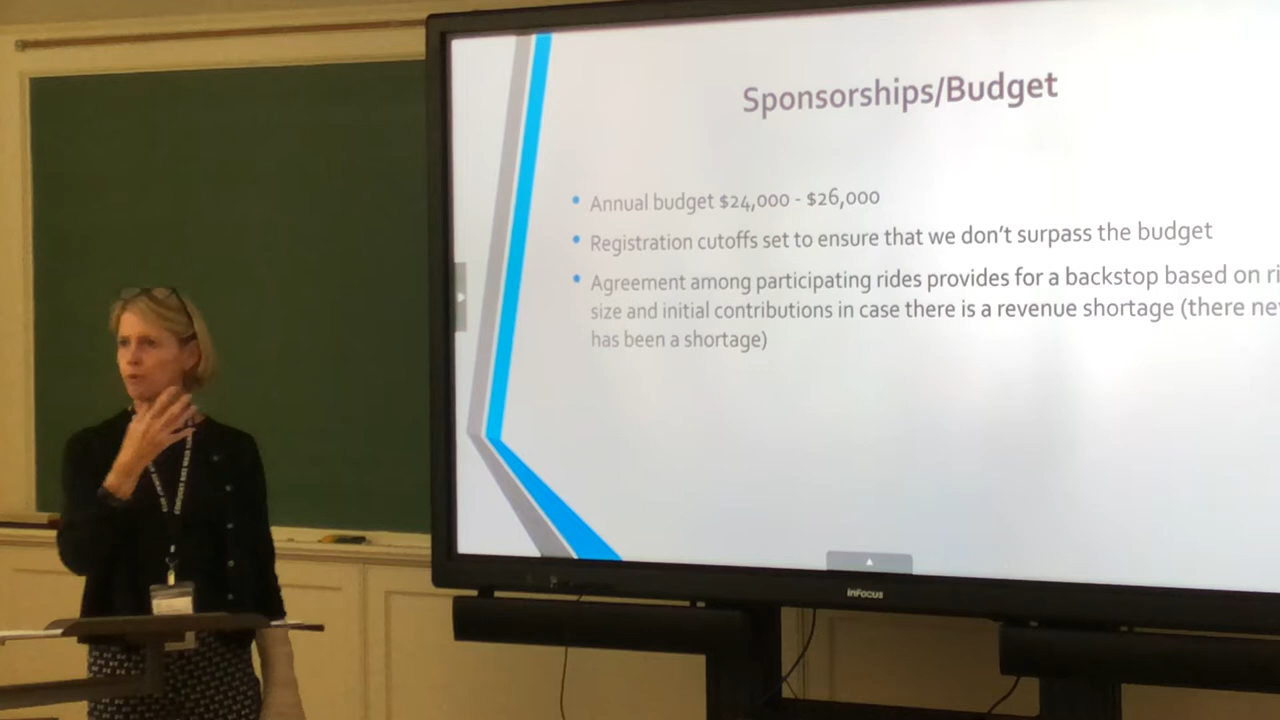 Sponsorships/Budget
• Annual budget $24,000 - $26,000
• Registration cutoffs set to ensure that we don't surpass the budget
• Agreement among participating rides provides for a backstop based on
size and initial contributions in case there is a revenue shortage (there
has been a shortage)
InFocus